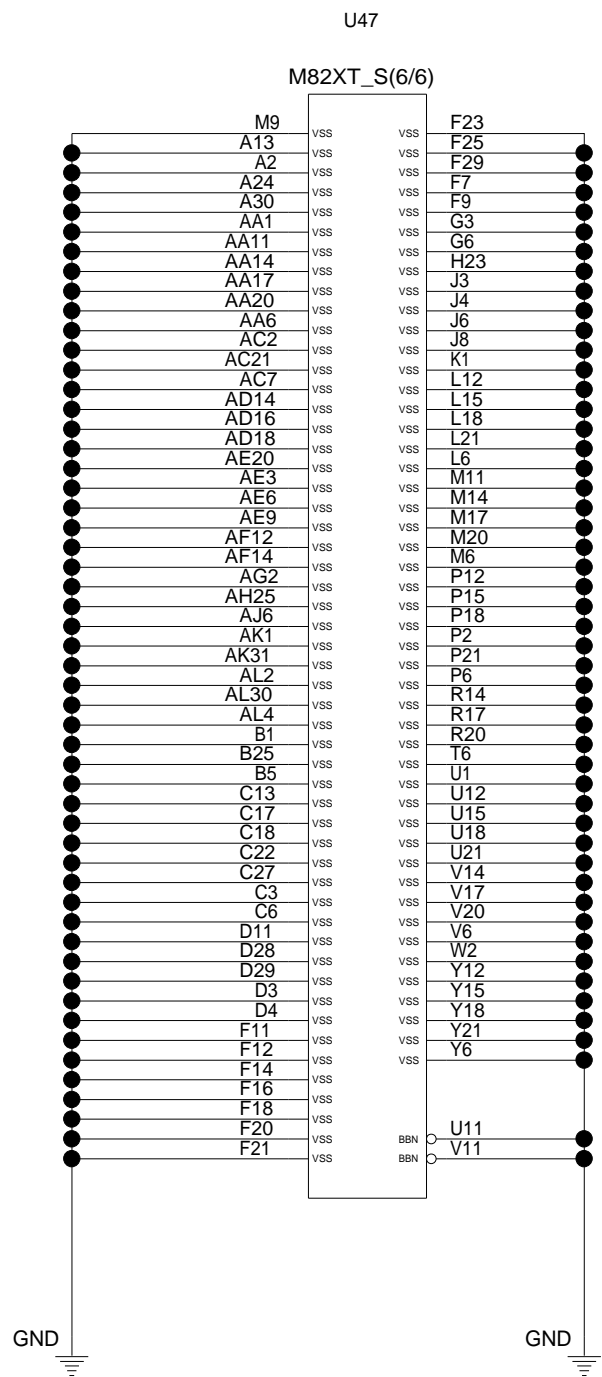 U47
M82XT_S(6/6)
M9 VSS VSS F23
A13 VSS VSS F25
A2 VSS VSS F29
A24 VSS VSS F7
A30 VSS VSS F9
AA1 VSS VSS G3
AA11 VSS VSS G6
AA14 VSS VSS H23
AA17 VSS VSS J3
AA20 VSS VSS J4
AA6 VSS VSS J6
AC2 VSS VSS J8
AC21 VSS VSS K1
AC7 VSS VSS L12
AD14 VSS VSS L15
AD16 VSS VSS L18
AD18 VSS VSS L21
AE20 VSS VSS L6
AE3 VSS VSS M11
AE6 VSS VSS M14
AE9 VSS VSS M17
AF12 VSS VSS M20
AF14 VSS VSS M6
AG2 VSS VSS P12
AH25 VSS VSS P15
AJ6 VSS VSS P18
AK1 VSS VSS P2
AK31 VSS VSS P21
AL2 VSS VSS P6
AL30 VSS VSS R14
AL4 VSS VSS R17
B1 VSS VSS R20
B25 VSS VSS T6
B5 VSS VSS U1
C13 VSS VSS U12
C17 VSS VSS U15
C18 VSS VSS U18
C22 VSS VSS U21
C27 VSS VSS V14
C3 VSS VSS V17
C6 VSS VSS V20
D11 VSS VSS V6
D28 VSS VSS W2
D29 VSS VSS Y12
D3 VSS VSS Y15
D4 VSS VSS Y18
F11 VSS VSS Y21
F12 VSS VSS Y6
F14 VSS
F16 VSS
F18 VSS
F20 VSS BBN U11
F21 VSS BBN V11
GND GND